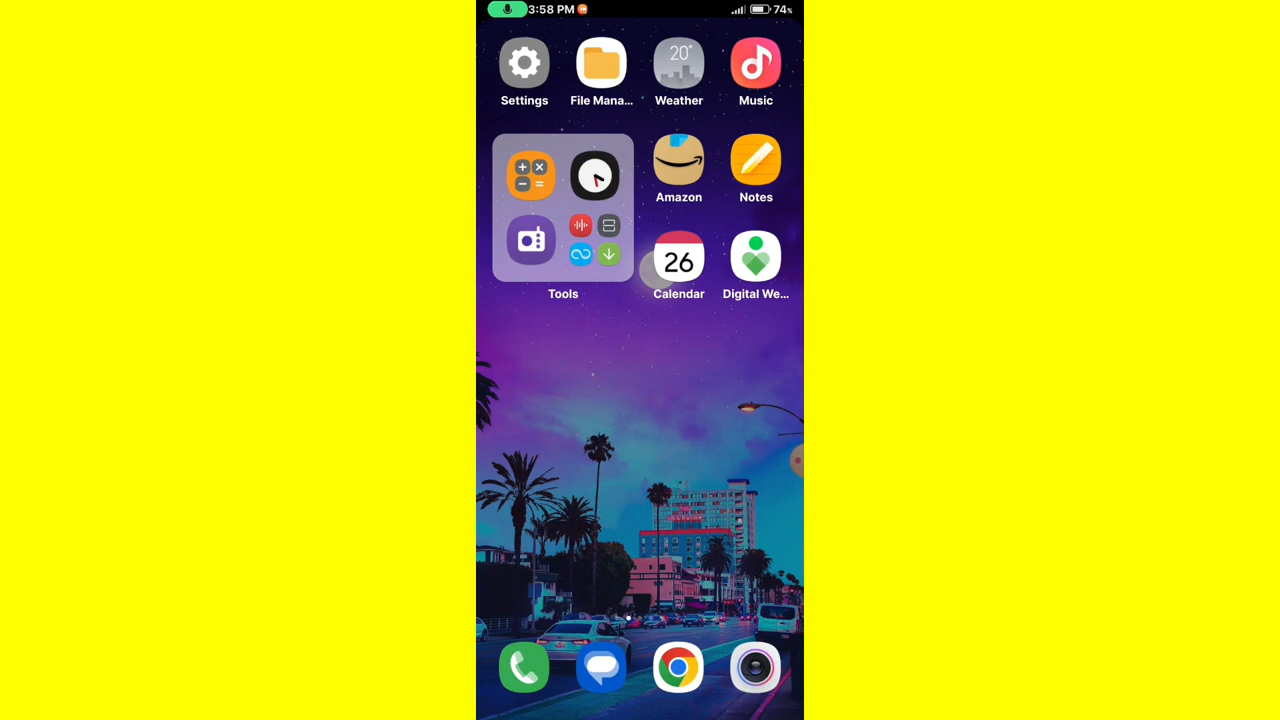 3:58 PM 74%
20°
Settings File Mana... Weather Music
Amazon Notes
26
Tools Calendar Digital We...